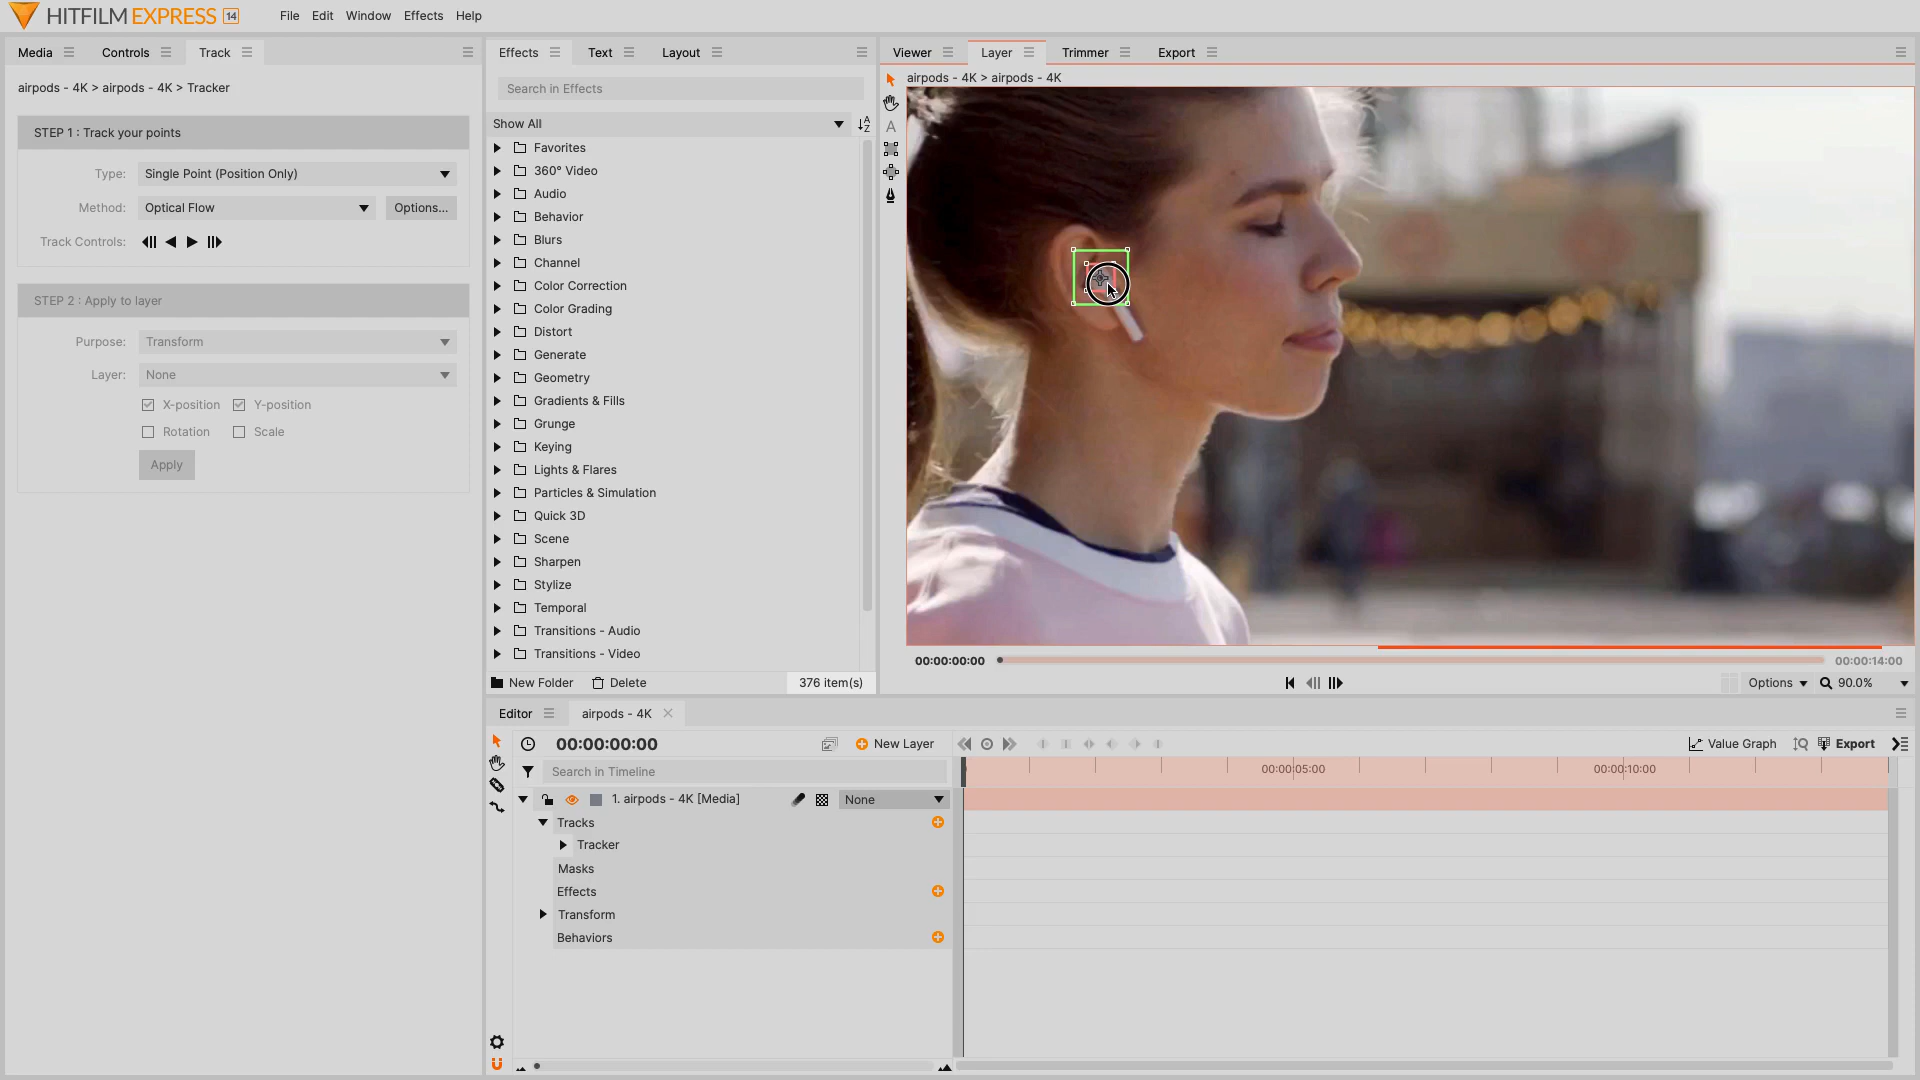 HITFILM EXPRESS 14
File Edit Window Effects Help
Media Controls Track
airpods - 4K > airpods - 4K > Tracker
STEP 1 : Track your points
Type: Single Point (Position Only)
Method: Optical Flow Options...
Track Controls:
STEP 2 : Apply to layer
Purpose: Transform
Layer: None
X-position Y-position
Rotation Scale
Apply
Effects Text Layout
Search in Effects
Show All
Favorites
360° Video
Audio
Behavior
Blurs
Channel
Color Correction
Color Grading
Distort
Generate
Geometry
Gradients & Fills
Grunge
Keying
Lights & Flares
Particles & Simulation
Quick 3D
Scene
Sharpen
Stylize
Temporal
Transitions - Audio
Transitions - Video
New Folder Delete 376 item(s)
Viewer Layer Trimmer Export
airpods - 4K > airpods - 4K
00:00:00:00 00:00:14:00
Options 90.0%
Editor airpods - 4K
00:00:00:00 New Layer Value Graph Export
Search in Timeline 00:00:05:00 00:00:10:00
1. airpods - 4K [Media] None
Tracks
Tracker
Masks
Effects
Transform
Behaviors